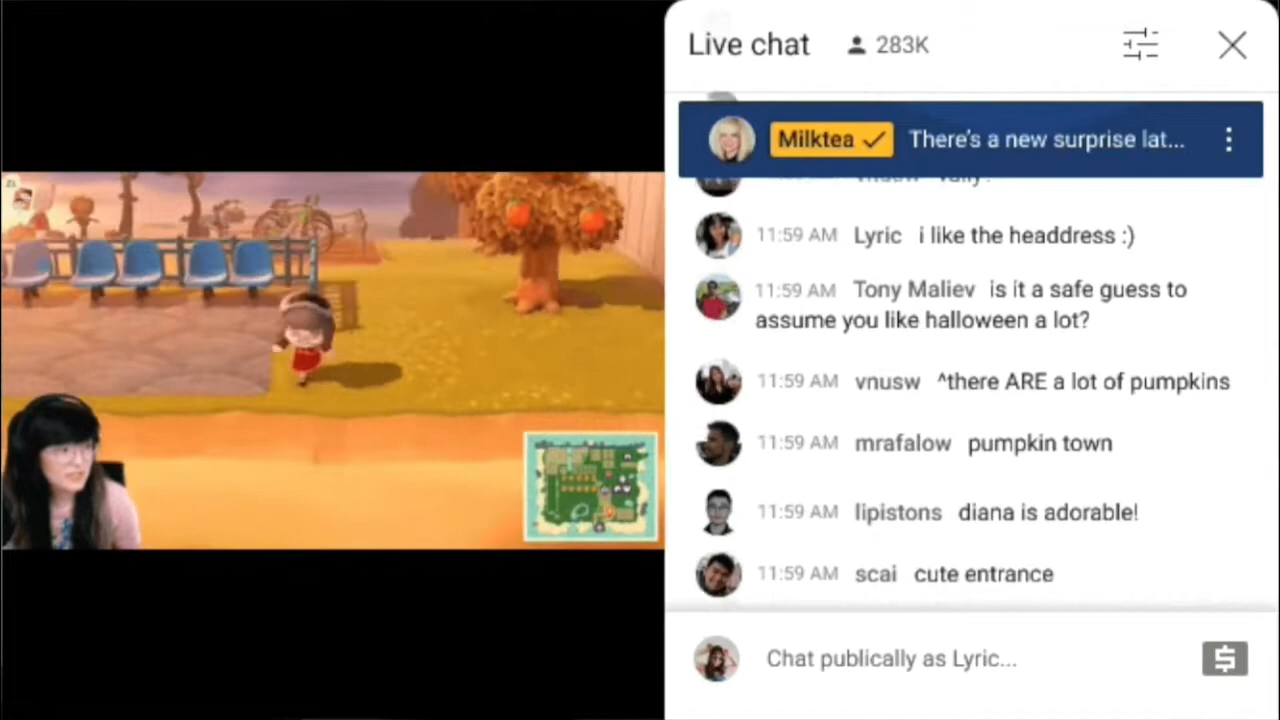 Live chat 283K
Milktea There's a new surprise lat...
11:59 AM Lyric i like the headdress :)
11:59 AM Tony Maliev is it a safe guess to
assume you like halloween a lot?
11:59 AM vnusw ^there ARE a lot of pumpkins
11:59 AM mrafalow pumpkin town
11:59 AM lipistons diana is adorable!
11:59 AM scai cute entrance
Chat publically as Lyric...